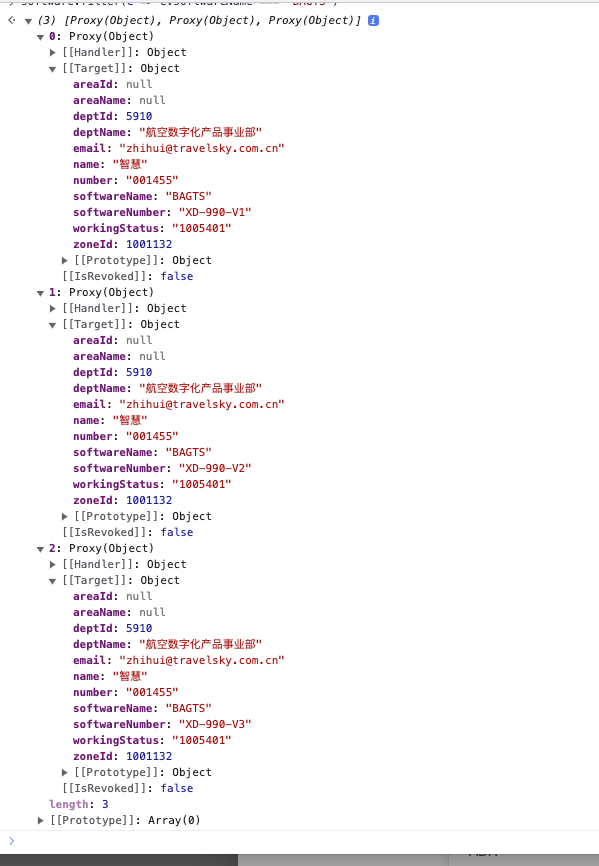 (3) [Proxy(Object), Proxy(Object), Proxy(Object)]
0: Proxy(Object)
[[Handler]]: Object
[[Target]]: Object
areaId: null
areaName: null
deptId: 5910
deptName: "航空数字化产品事业部"
email: "zhihui@travelsky.com.cn"
name: "智慧"
number: "001455"
softwareName: "BAGTS"
softwareNumber: "XD-990-V1"
workingStatus: "1005401"
zoneId: 1001132
[[Prototype]]: Object
[[IsRevoked]]: false
1: Proxy(Object)
[[Handler]]: Object
[[Target]]: Object
areaId: null
areaName: null
deptId: 5910
deptName: "航空数字化产品事业部"
email: "zhihui@travelsky.com.cn"
name: "智慧"
number: "001455"
softwareName: "BAGTS"
softwareNumber: "XD-990-V2"
workingStatus: "1005401"
zoneId: 1001132
[[Prototype]]: Object
[[IsRevoked]]: false
2: Proxy(Object)
[[Handler]]: Object
[[Target]]: Object
areaId: null
areaName: null
deptId: 5910
deptName: "航空数字化产品事业部"
email: "zhihui@travelsky.com.cn"
name: "智慧"
number: "001455"
softwareName: "BAGTS"
softwareNumber: "XD-990-V3"
workingStatus: "1005401"
zoneId: 1001132
[[Prototype]]: Object
[[IsRevoked]]: false
length: 3
[[Prototype]]: Array(0)